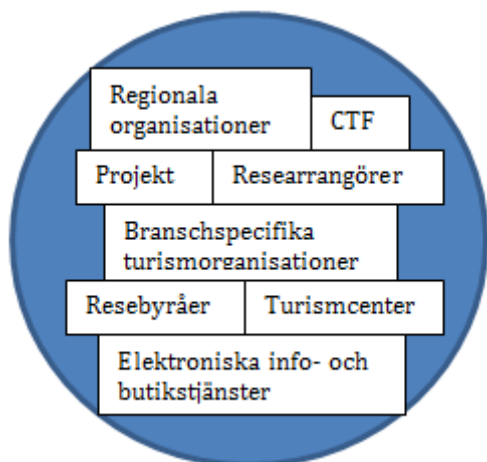 Regionala
organisationer
CTF
Projekt
Researrangörer
Branschspecifika
turismorganisationer
Resebyråer
Turismcenter
Elektroniska info- och
butikstjänster